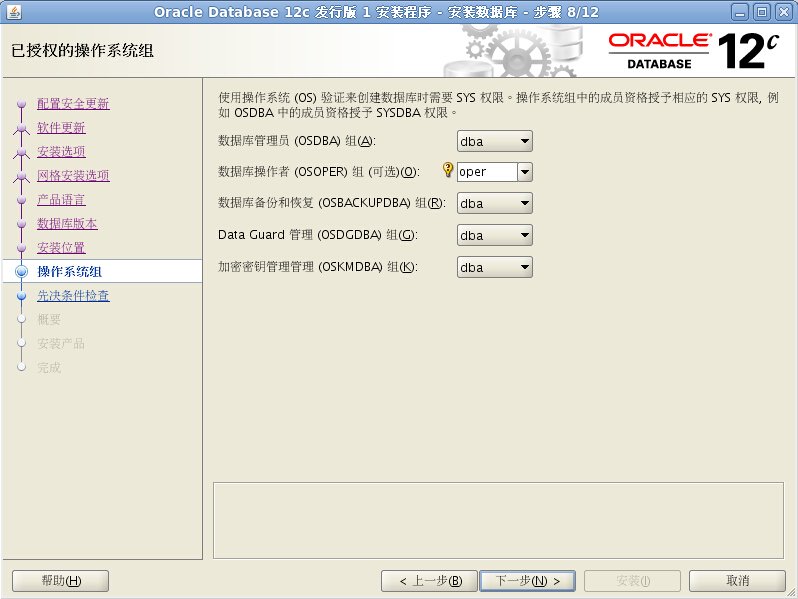 Oracle Database 12c 发行版 1 安装程序 - 安装数据库 - 步骤 8/12
已授权的操作系统组
ORACLE
DATABASE
12c
配置安全更新
软件更新
安装选项
网格安装选项
产品语言
数据库版本
安装位置
操作系统组
先决条件检查
概要
安装产品
完成
使用操作系统 (OS) 验证来创建数据库时需要 SYS 权限。操作系统组中的成员资格授予相应的 SYS 权限, 例
如 OSDBA 中的成员资格授予 SYSDBA 权限。
数据库管理员 (OSDBA) 组(A): dba
数据库操作者 (OSOPER) 组 (可选)(O): oper
数据库备份和恢复 (OSBACKUPDBA) 组(R): dba
Data Guard 管理 (OSDGDBA) 组(G): dba
加密密钥管理管理 (OSKMDBA) 组(K): dba
帮助(H) < 上一步(B) 下一步(N) > 安装(I) 取消